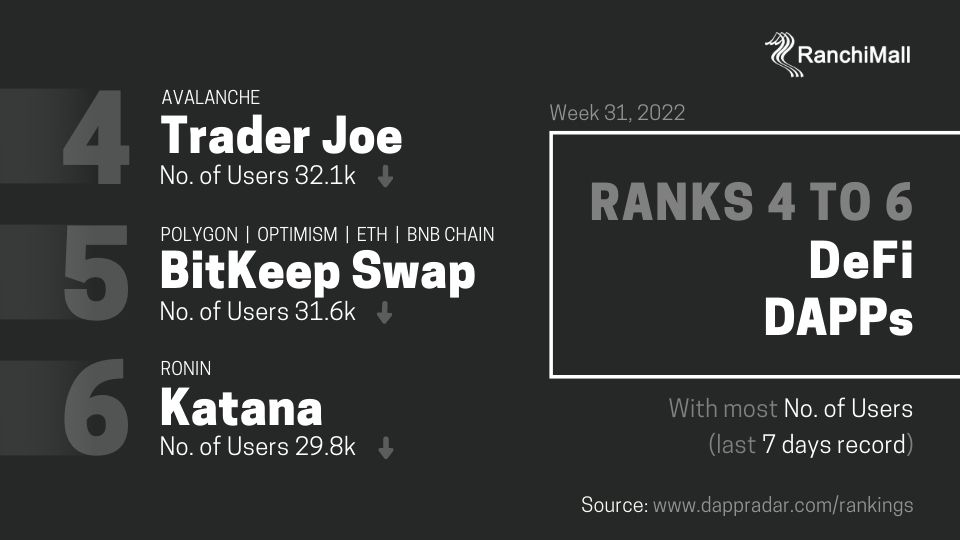 RanchiMall
4
AVALANCHE
Trader Joe
No. of Users 32.1k
5
POLYGON | OPTIMISM | ETH | BNB CHAIN
BitKeep Swap
No. of Users 31.6k
6
RONIN
Katana
No. of Users 29.8k
Week 31, 2022
RANKS 4 TO 6
DeFi
DAPPs
With most No. of Users
(last 7 days record)
Source: www.dappradar.com/rankings